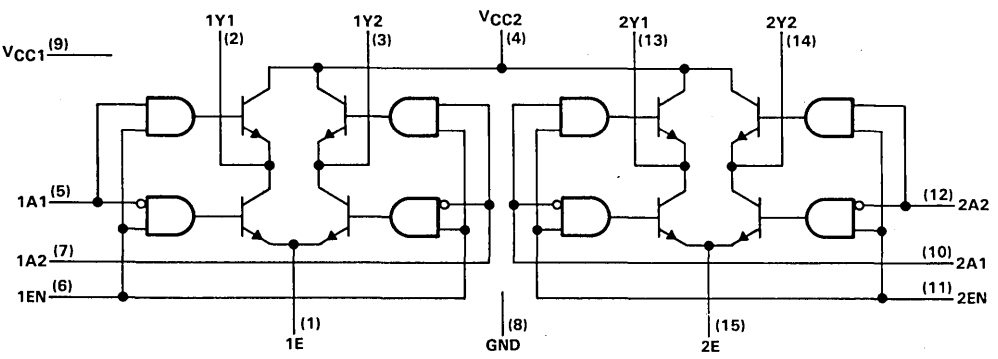 1Y1 (2)
1Y2 (3)
VCC2 (4)
2Y1 (13)
2Y2 (14)
VCC1 (9)
1A1 (5)
(12) 2A2
1A2 (7)
(10) 2A1
1EN (6)
(11) 2EN
(1) 1E
(8) GND
(15) 2E